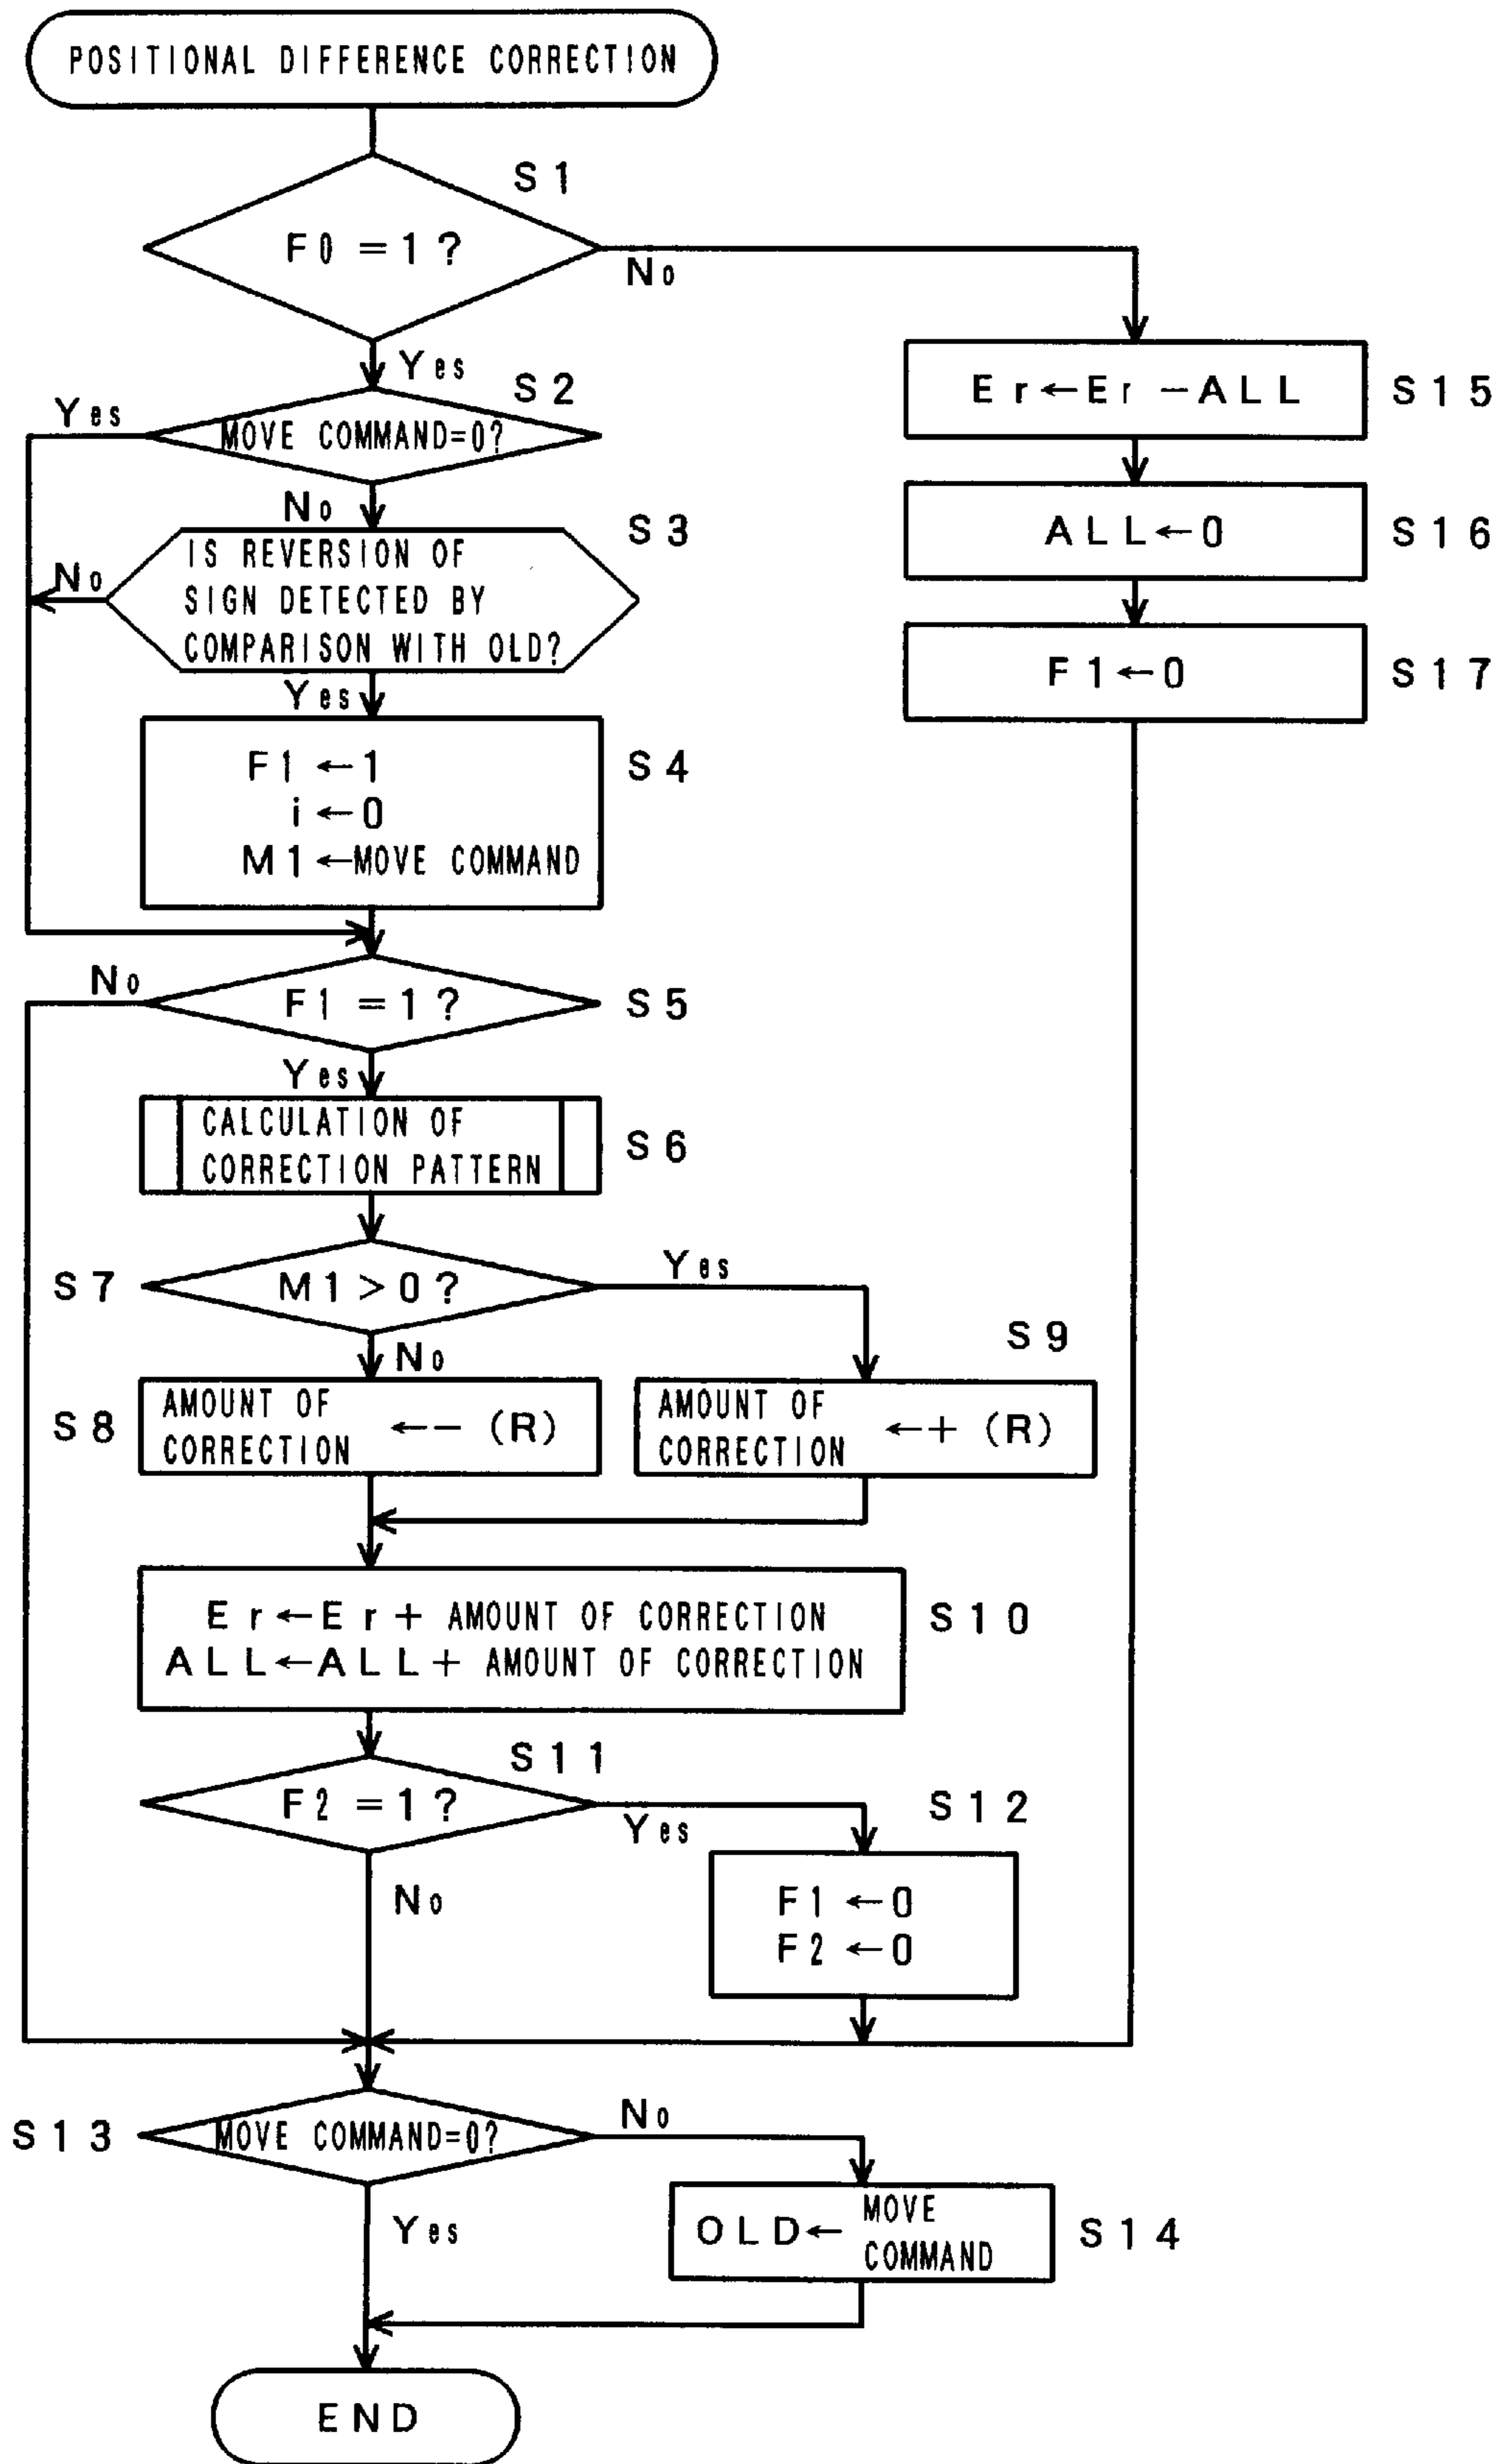 POSITIONAL DIFFERENCE CORRECTION
S1
F0=1?
No
Yes
S2
Yes
MOVE COMMAND=0?
No
S3
IS REVERSION OF
SIGN DETECTED BY
COMPARISON WITH OLD?
No
Yes
S4
F1←1
i←0
M1←MOVE COMMAND
No
F1=1?
S5
Yes
CALCULATION OF
CORRECTION PATTERN
S6
S7
M1>0?
Yes
No
S9
S8
AMOUNT OF
CORRECTION ←− (R)
AMOUNT OF
CORRECTION ←+ (R)
Er←Er+ AMOUNT OF CORRECTION
ALL←ALL+ AMOUNT OF CORRECTION
S10
S11
F2=1?
Yes
S12
No
F1←0
F2←0
S13
MOVE COMMAND=0?
No
Yes
OLD← MOVE
COMMAND
S14
END
Er←Er−ALL
S15
ALL←0
S16
F1←0
S17